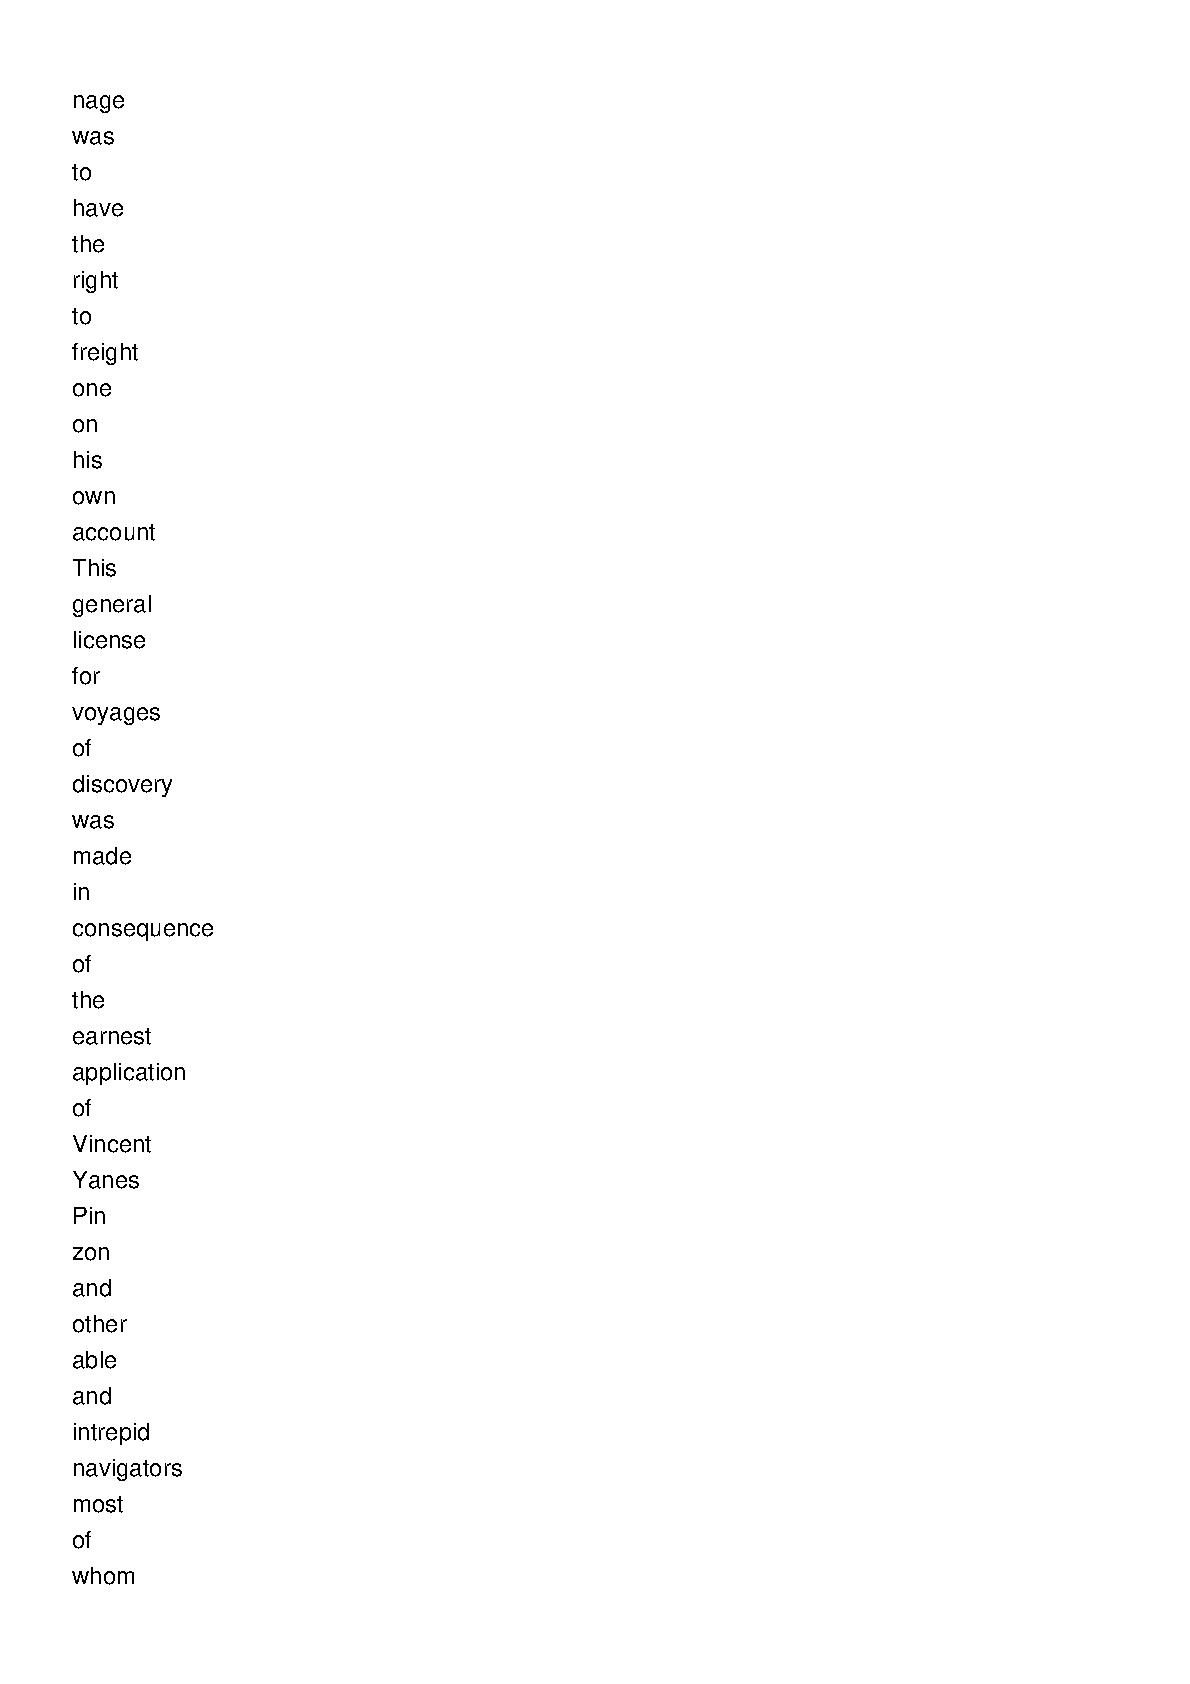 nage
was
to
have
the
right
to
freight
one
on
his
own
account
This
general
license
for
voyages
of
discovery
was
made
in
consequence
of
the
earnest
application
of
Vincent
Yanes
Pin
zon
and
other
able
and
intrepid
navigators
most
of
whom